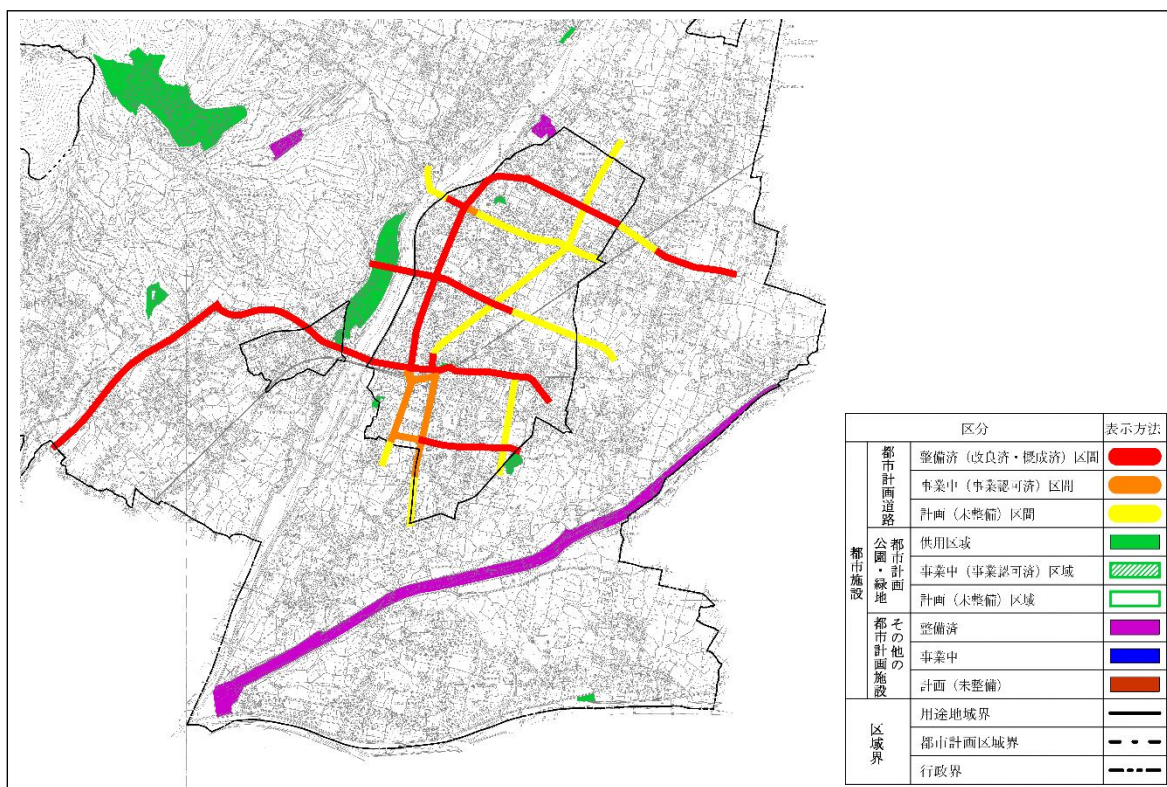 区分 表示方法
都市施設
都市計画道路
整備済（改良済・概成済）区間
事業中（事業認可済）区間
計画（未整備）区間
都市計画公園・緑地
供用区域
事業中（事業認可済）区域
計画（未整備）区域
その他の都市計画施設
整備済
事業中
計画（未整備）
区域界
用途地域界
都市計画区域界
行政界